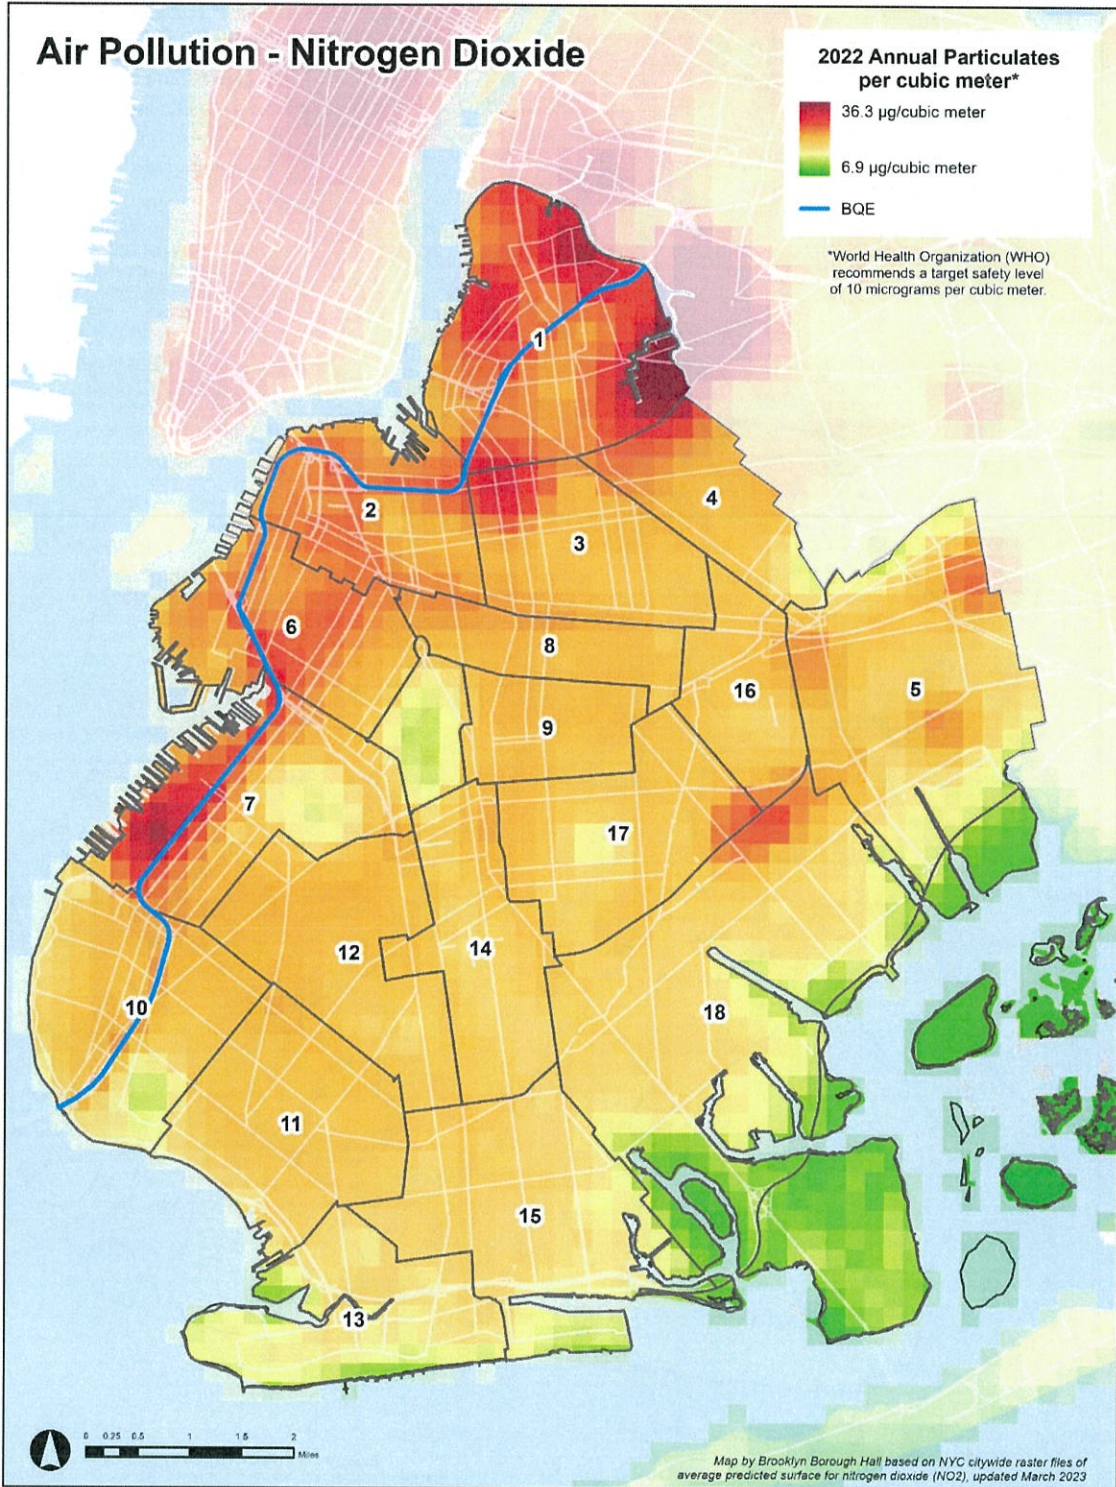 Air Pollution - Nitrogen Dioxide
2022 Annual Particulates
per cubic meter*
36.3 µg/cubic meter
6.9 µg/cubic meter
BQE
*World Health Organization (WHO)
recommends a target safety level
of 10 micrograms per cubic meter.
1
2
4
3
6
8
16
5
9
7
17
12
14
10
18
11
15
13
0 0.25 0.5 1 1.5 2
Miles
Map by Brooklyn Borough Hall based on NYC citywide raster files of
average predicted surface for nitrogen dioxide (NO2), updated March 2023